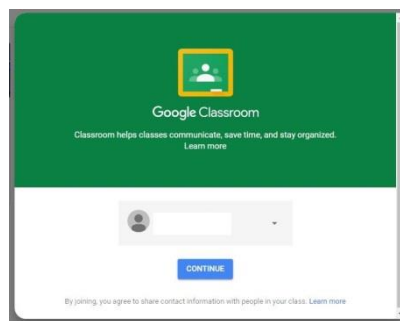 Google Classroom
Classroom helps classes communicate, save time, and stay organized.
Learn more
CONTINUE
By joining, you agree to share contact information with people in your class. Learn more